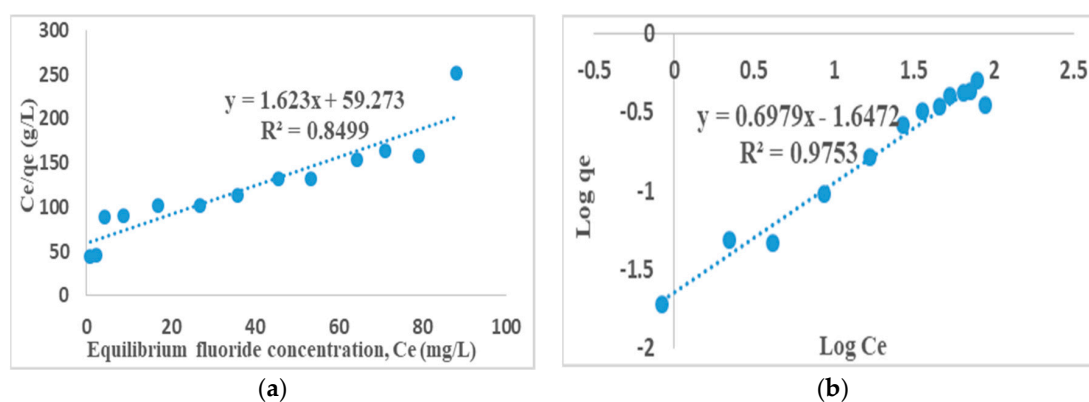 300
250
200
150
100
50
0
Ce/qe (g/L)
y = 1.623x + 59.273
R² = 0.8499
0 20 40 60 80 100
Equilibrium fluoride concentration, Ce (mg/L)
(a)
0
-0.5 0 0.5 1 1.5 2 2.5
-0.5
-1
-1.5
-2
Log qe
y = 0.6979x - 1.6472
R² = 0.9753
Log Ce
(b)